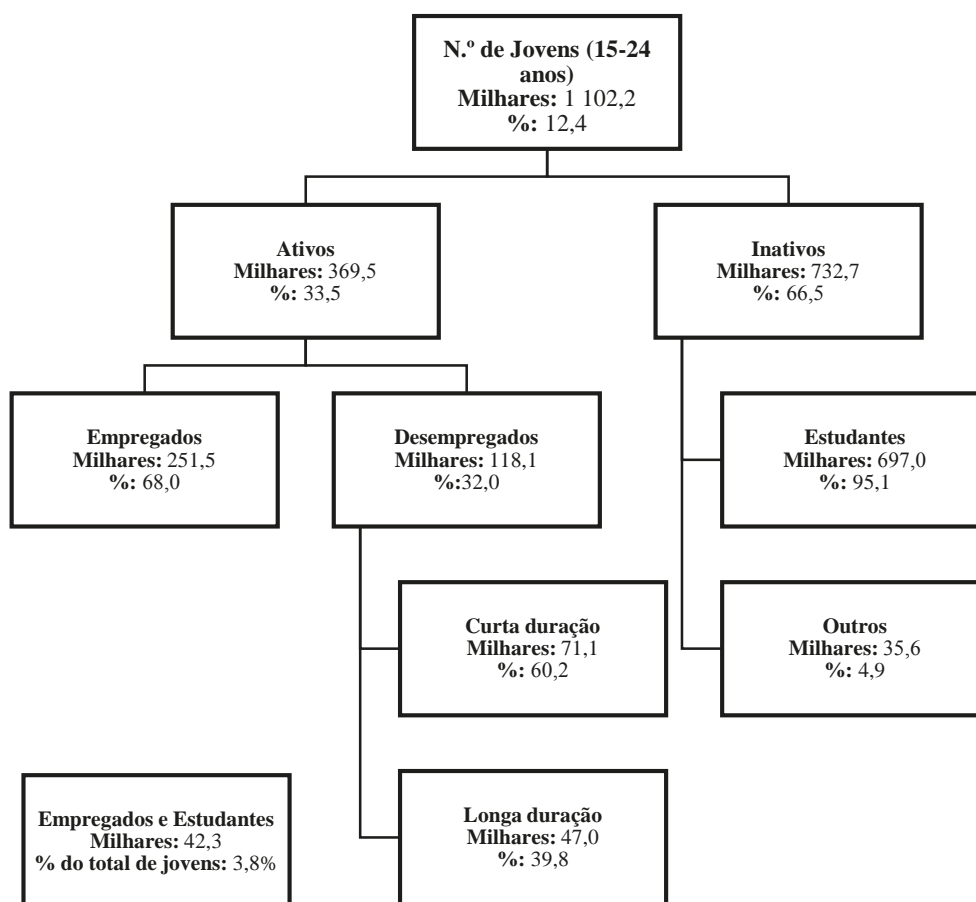 N.º de Jovens (15-24
anos)
Milhares: 1 102,2
%: 12,4
Ativos
Milhares: 369,5
%: 33,5
Inativos
Milhares: 732,7
%: 66,5
Empregados
Milhares: 251,5
%: 68,0
Desempregados
Milhares: 118,1
%:32,0
Estudantes
Milhares: 697,0
%: 95,1
Curta duração
Milhares: 71,1
%: 60,2
Outros
Milhares: 35,6
%: 4,9
Empregados e Estudantes
Milhares: 42,3
% do total de jovens: 3,8%
Longa duração
Milhares: 47,0
%: 39,8